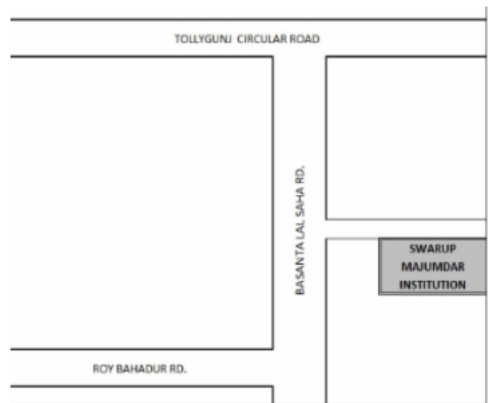 TOLLYGUNJ CIRCULAR ROAD
BASANTA LAL SAHA RD.
SWARUP
MAJUMDAR
INSTITUTION
ROY BAHADUR RD.